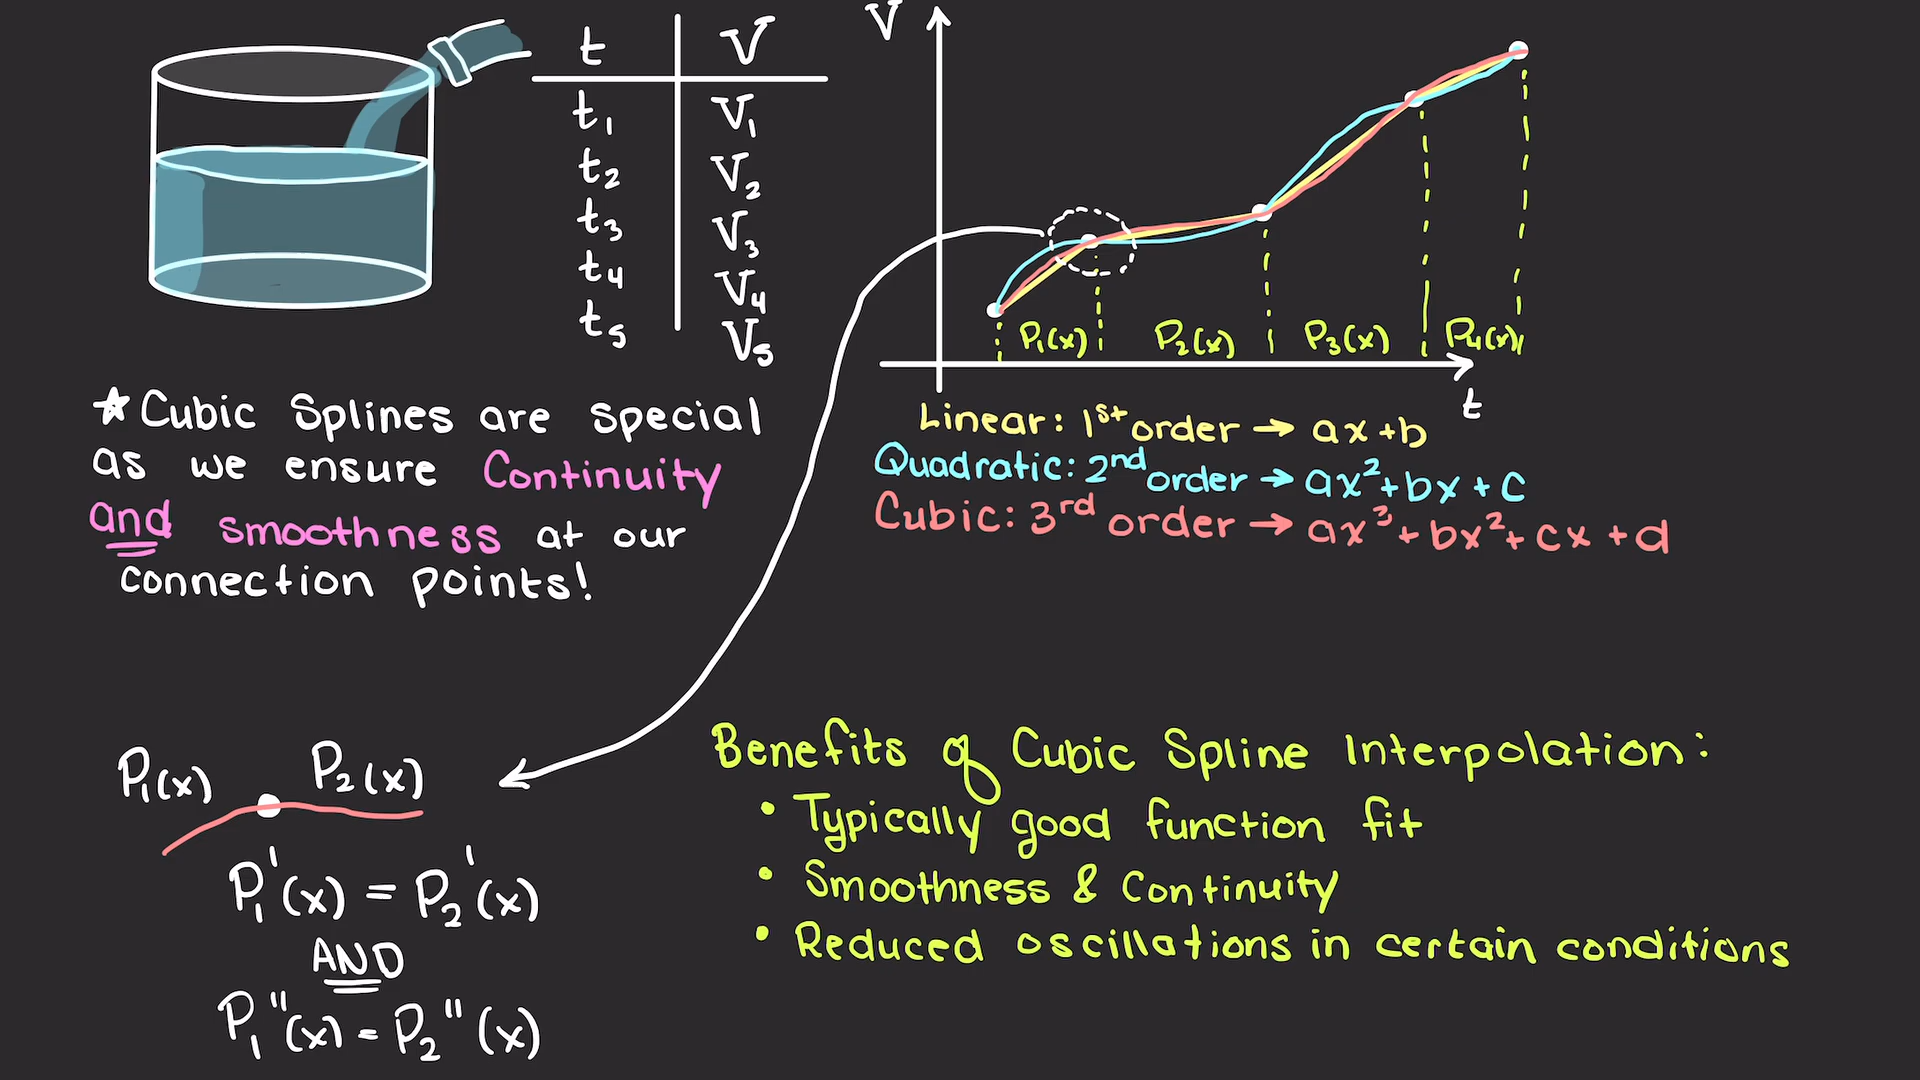 t V
t₁ V₁
t₂ V₂
t₃ V₃
t₄ V₄
t₅ V₅
V
P₁(x) P₂(x) P₃(x) P₄(x)
t
Linear: 1ˢᵗ order → ax+b
Quadratic: 2ⁿᵈ order → ax²+bx+c
Cubic: 3ʳᵈ order → ax³+bx²+cx+d
★Cubic Splines are special
as we ensure Continuity
and smoothness at our
connection points!
P₁(x) P₂(x)
P₁'(x) = P₂'(x)
AND
P₁"(x) = P₂"(x)
Benefits of Cubic Spline Interpolation:
• Typically good function fit
• Smoothness & Continuity
• Reduced oscillations in certain conditions